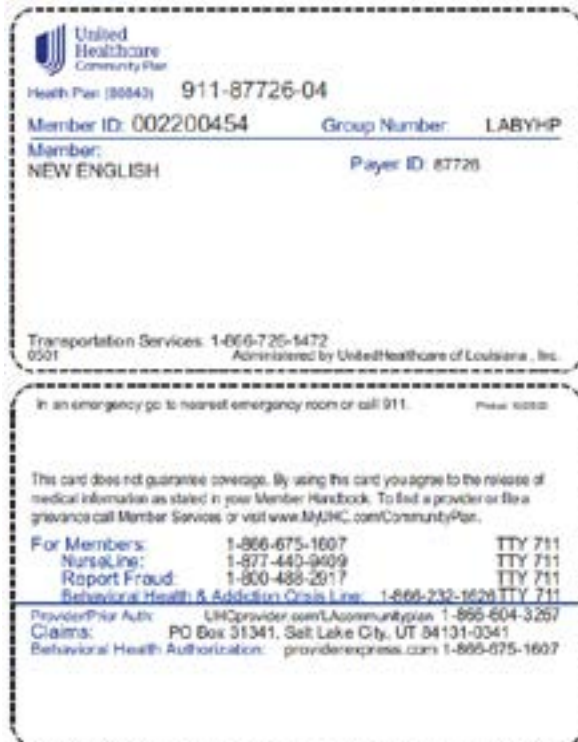 United
Healthcare
Community Plan
Health Plan (80840) 911-87726-04
Member ID: 002200454 Group Number: LABYHP
Member:
NEW ENGLISH Payer ID: 87726
Transportation Services: 1-866-726-1472
0501 Administered by UnitedHealthcare of Louisiana, Inc.
In an emergency go to nearest emergency room or call 911. Printed:
This card does not guarantee coverage. By using this card you agree to the release of
medical information as stated in your Member Handbook. To find a provider or file a
grievance call Member Services or visit www.MyUHC.com/CommunityPlan.
For Members: 1-866-675-1607 TTY 711
NurseLine: 1-877-440-9409 TTY 711
Report Fraud: 1-800-488-2917 TTY 711
Behavioral Health & Addiction Crisis Line: 1-866-232-1626 TTY 711
Provider/Prior Auth: UHCprovider.com/LAcommunityplan 1-866-604-3267
Claims: PO Box 31341, Salt Lake City, UT 84131-0341
Behavioral Health Authorization: providerexpress.com 1-866-675-1607